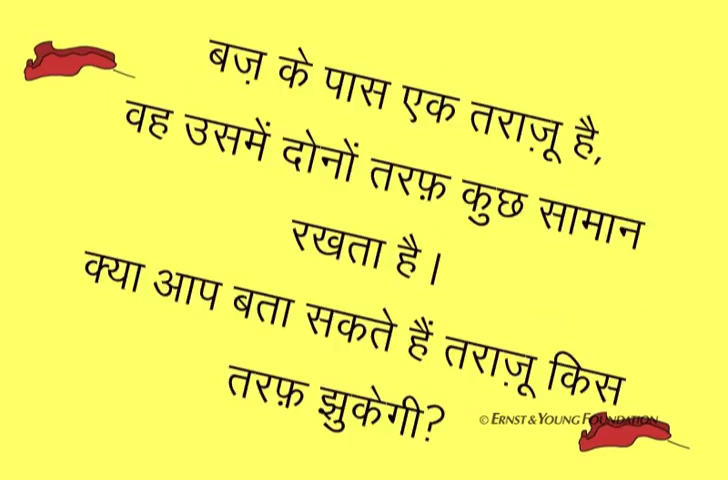 बज़ के पास एक तराज़ू है,
वह उसमें दोनों तरफ़ कुछ सामान
रखता है।
क्या आप बता सकते हैं तराज़ू किस
तरफ़ झुकेगी?
© ERNST & YOUNG FOUNDATION